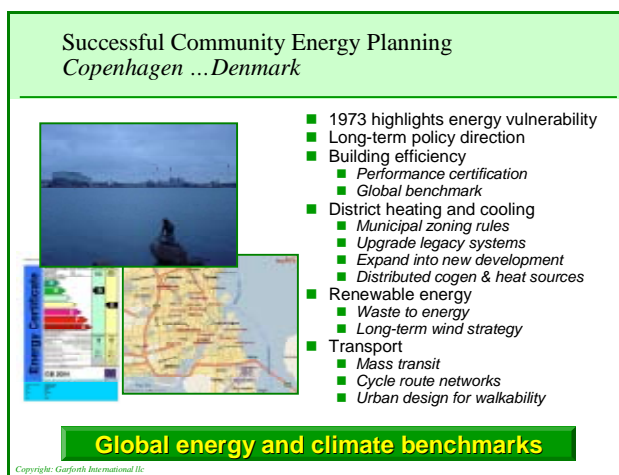 Successful Community Energy Planning
Copenhagen ...Denmark
1973 highlights energy vulnerability
Long-term policy direction
Building efficiency
Performance certification
Global benchmark
District heating and cooling
Municipal zoning rules
Upgrade legacy systems
Expand into new development
Distributed cogen & heat sources
Renewable energy
Waste to energy
Long-term wind strategy
Transport
Mass transit
Cycle route networks
Urban design for walkability
Energy Certificate
Global energy and climate benchmarks
Copyright: Garforth International llc